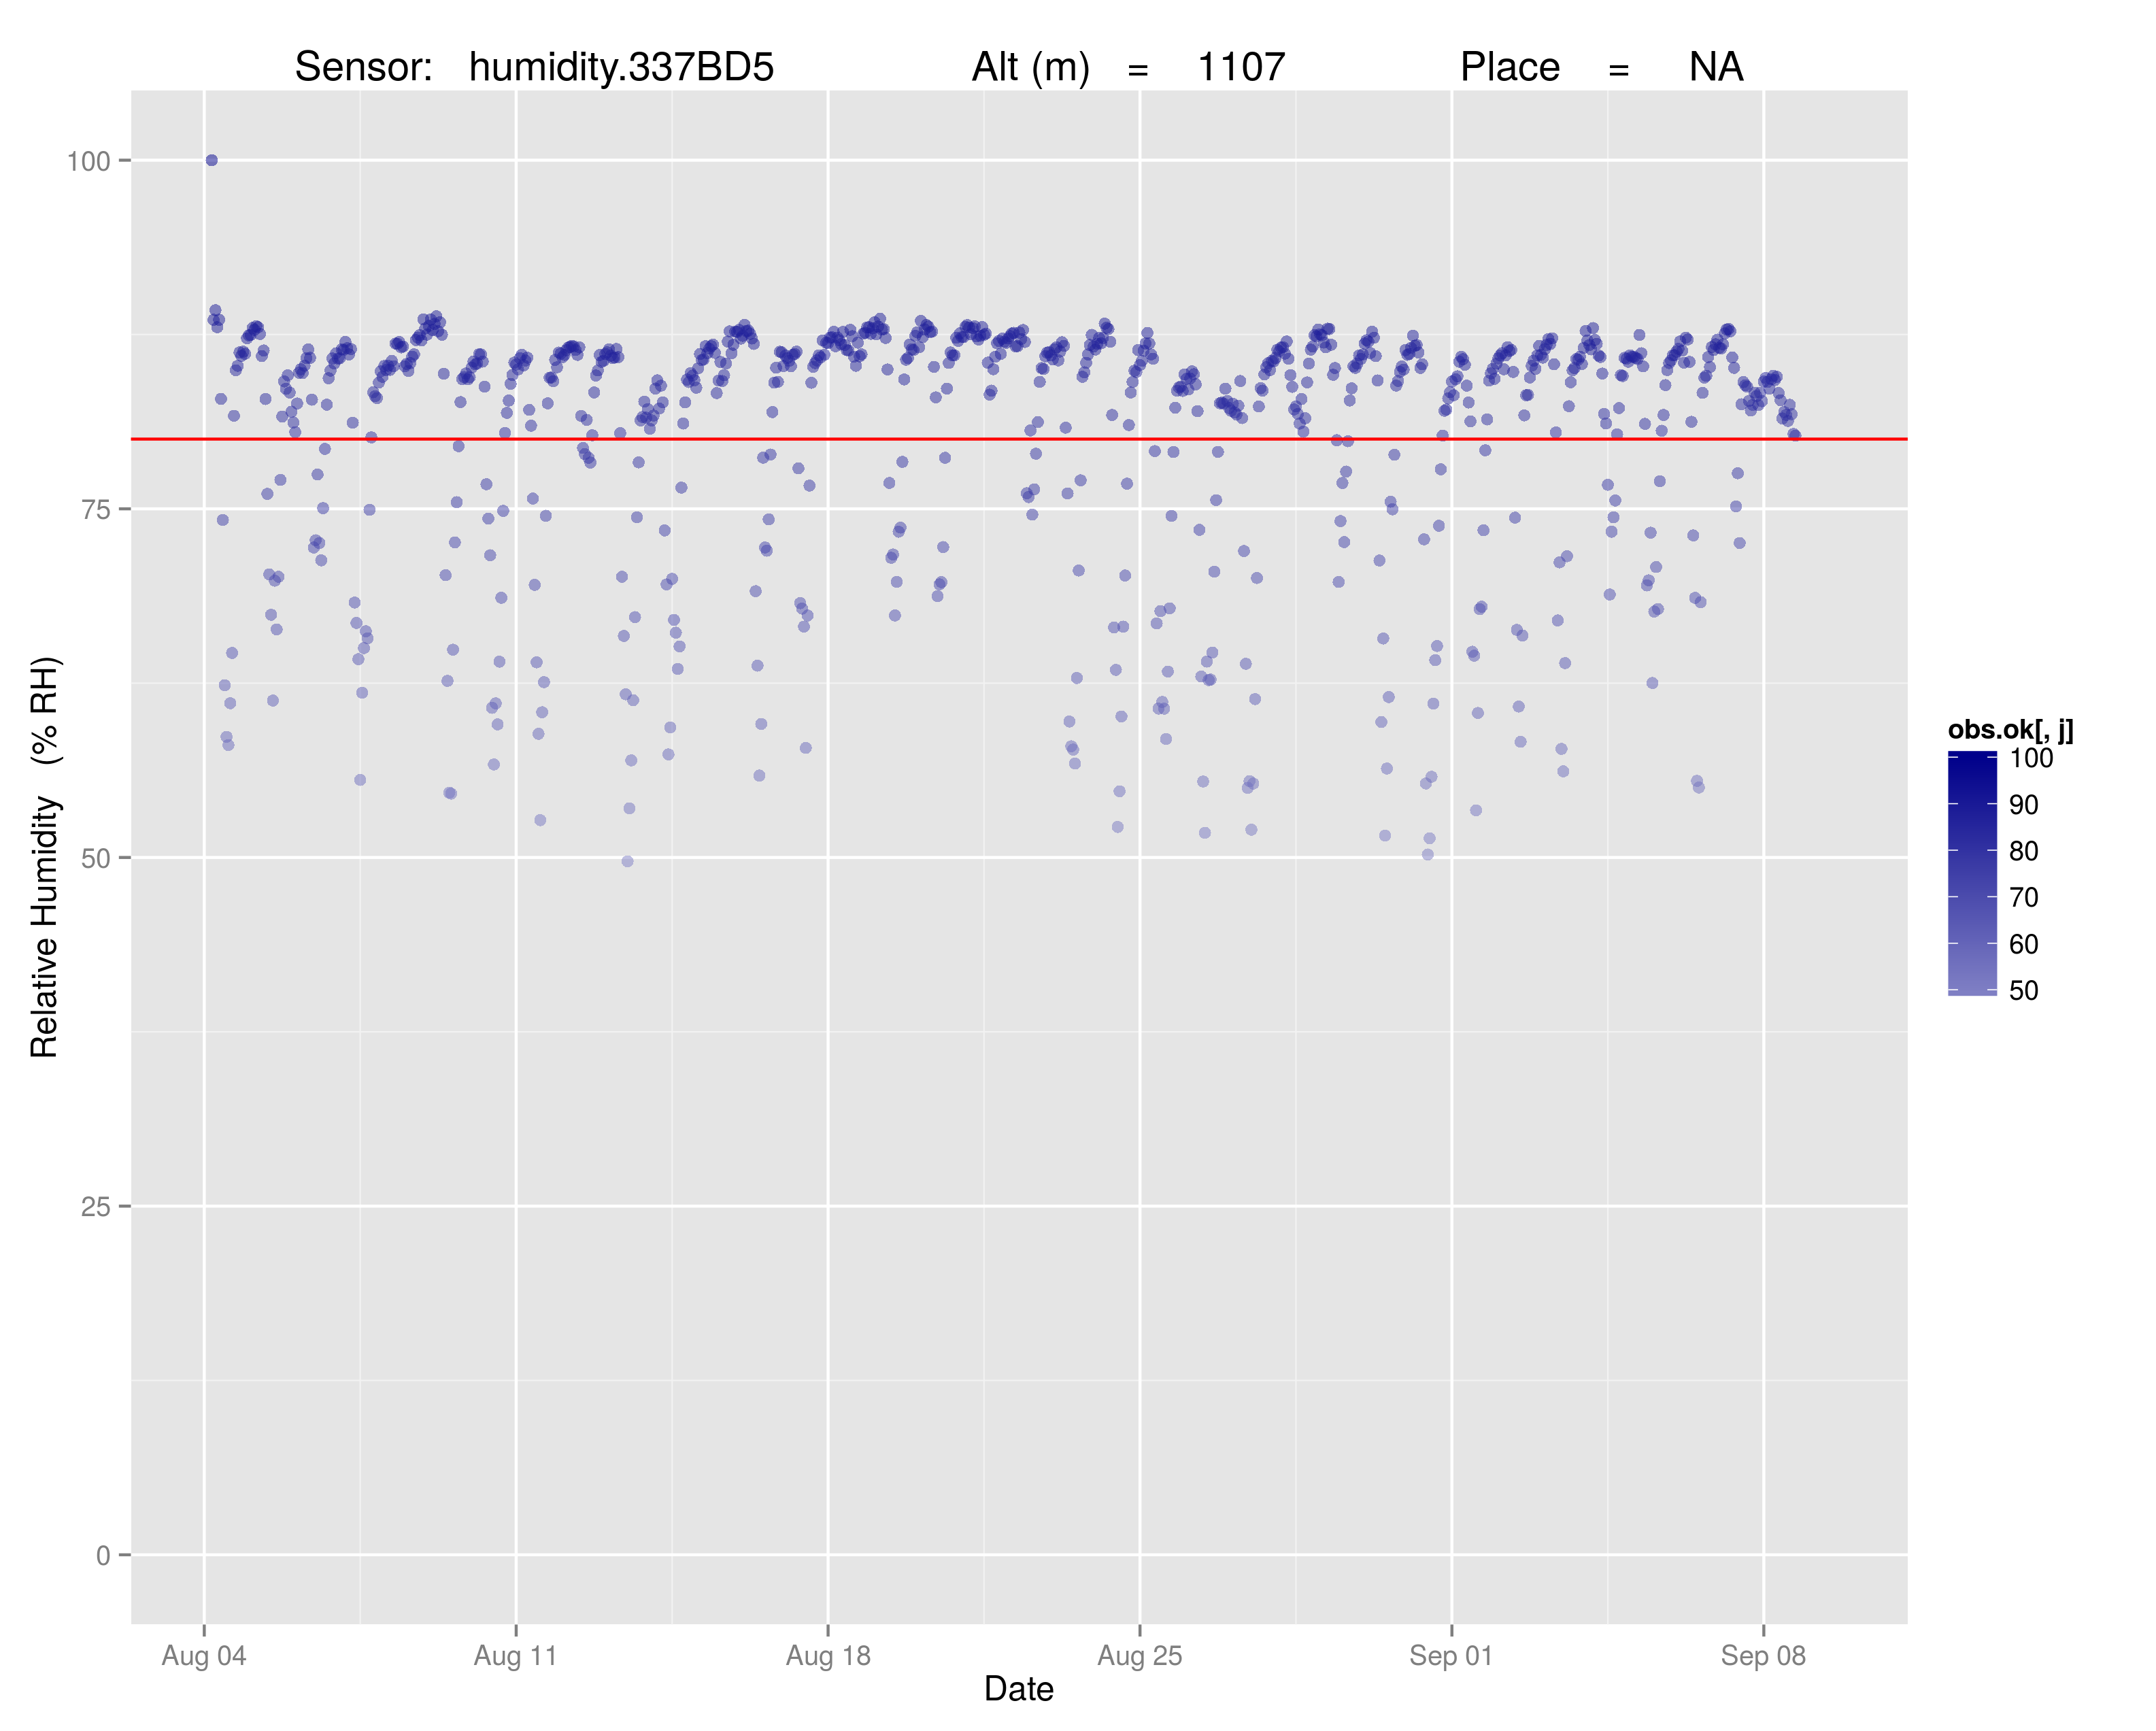 Sensor: humidity.337BD5 Alt (m) = 1107 Place = NA
100
75
50
25
0
Relative Humidity (% RH)
Aug 04 Aug 11 Aug 18 Aug 25 Sep 01 Sep 08
Date
obs.ok[, j]
100
90
80
70
60
50